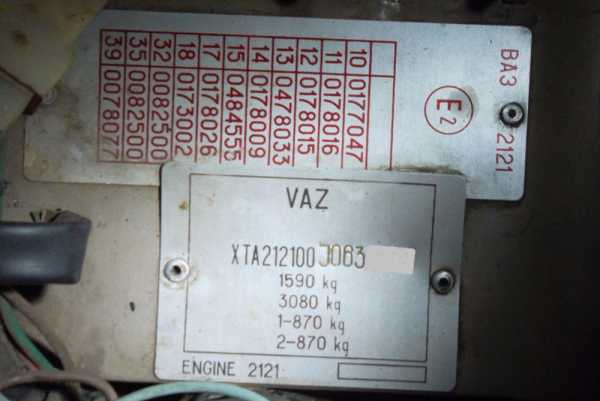 ВАЗ 2121
E2
10 0177047
11 0178016
12 0178015
13 0478033
14 0178009
15 0484555
17 0178026
18 0173002
32 0082500
35 0082500
39 0078071
VAZ
XTA212100J063
1590 kg
3080 kg
1-870 kg
2-870 kg
ENGINE 2121